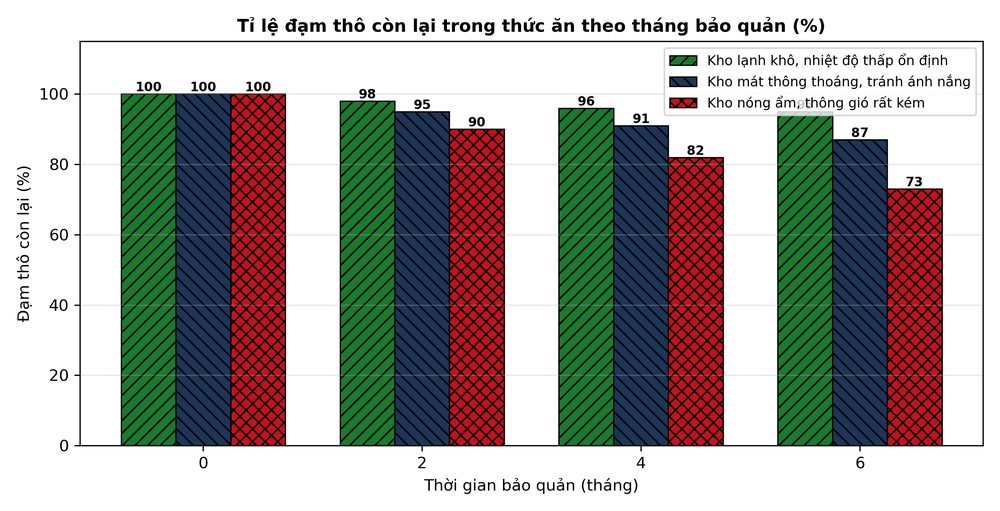 Tỉ lệ đạm thô còn lại trong thức ăn theo tháng bảo quản (%)
Kho lạnh khô, nhiệt độ thấp ổn định
Kho mát thông thoáng, tránh ánh nắng
Kho nóng ẩm, thông gió rất kém
100 100 100
98 95 90
96 91 82
87 73
Đạm thô còn lại (%)
100
80
60
40
20
0
0 2 4 6
Thời gian bảo quản (tháng)